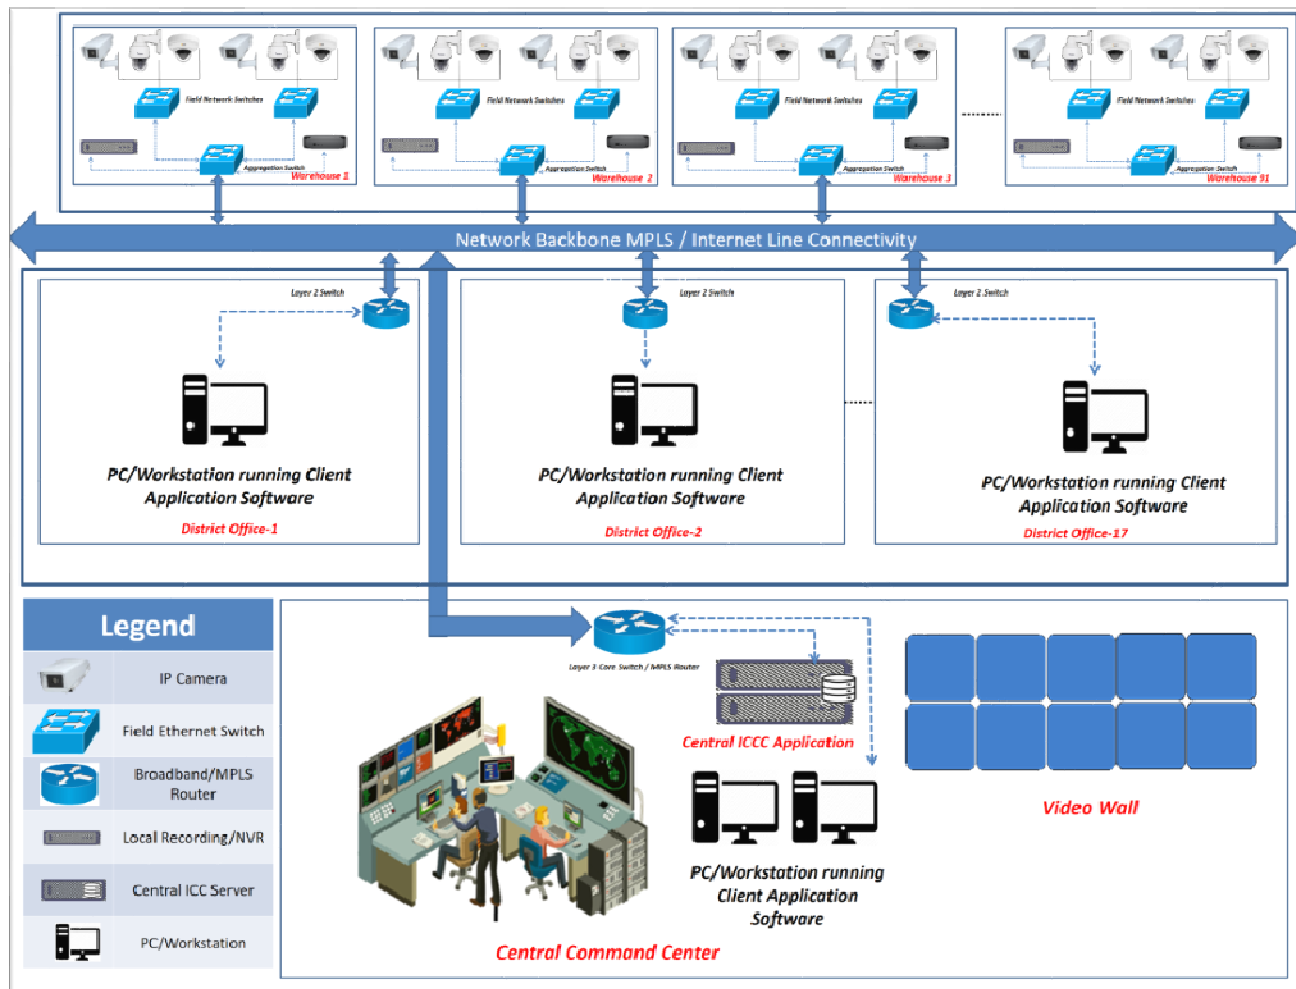 Field Network Switches
Aggregation Switch
Warehouse 1
Field Network Switches
Aggregation Switch
Warehouse 2
Field Network Switches
Aggregation Switch
Warehouse 3
Field Network Switches
Aggregation Switch
Warehouse 91
Network Backbone MPLS / Internet Line Connectivity
Layer 2 Switch
PC/Workstation running Client
Application Software
District Office-1
Layer 2 Switch
PC/Workstation running Client
Application Software
District Office-2
Layer 2 Switch
PC/Workstation running Client
Application Software
District Office-17
Legend
IP Camera
Field Ethernet Switch
Broadband/MPLS
Router
Local Recording/NVR
Central ICC Server
PC/Workstation
Layer 3 Core Switch / MPLS Router
Central ICCC Application
PC/Workstation running
Client Application
Software
Central Command Center
Video Wall